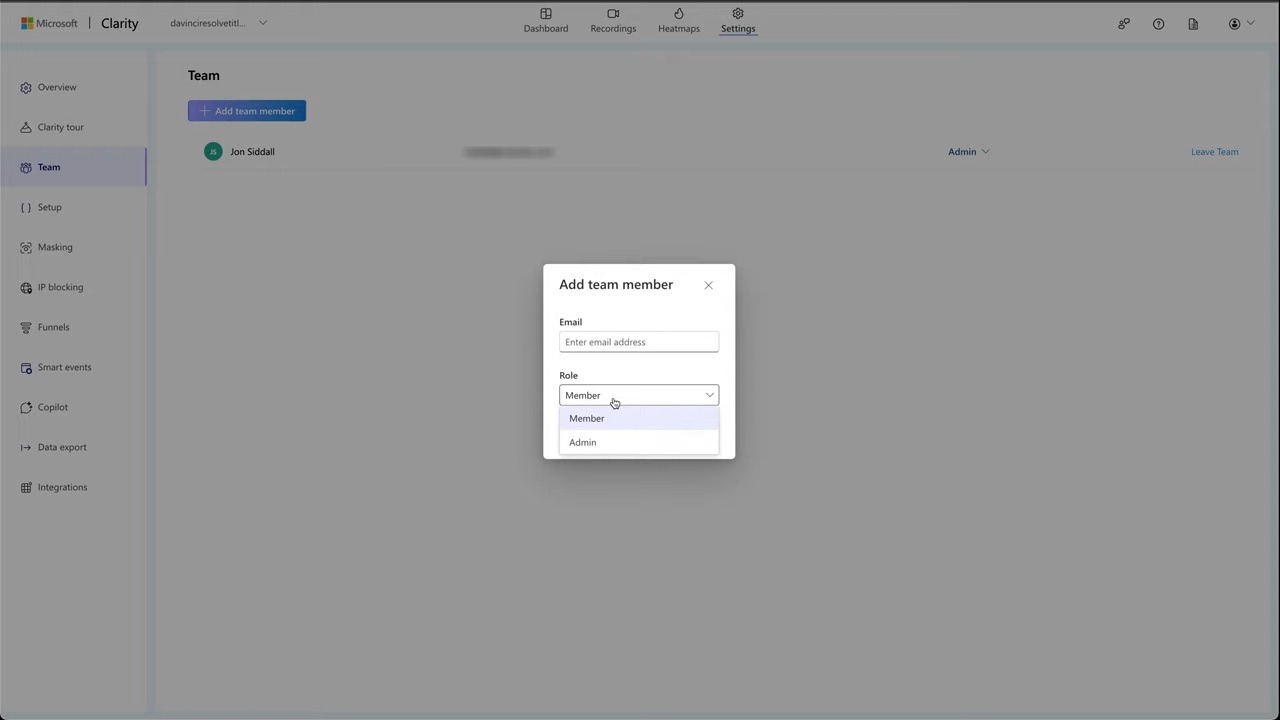 Microsoft | Clarity davinciresolvetitl...
Dashboard Recordings Heatmaps Settings
Overview
Clarity tour
Team
Setup
Masking
IP blocking
Funnels
Smart events
Copilot
Data export
Integrations
Team
+ Add team member
JS Jon Siddall Admin Leave Team
Add team member
Email
Enter email address
Role
Member
Member
Admin